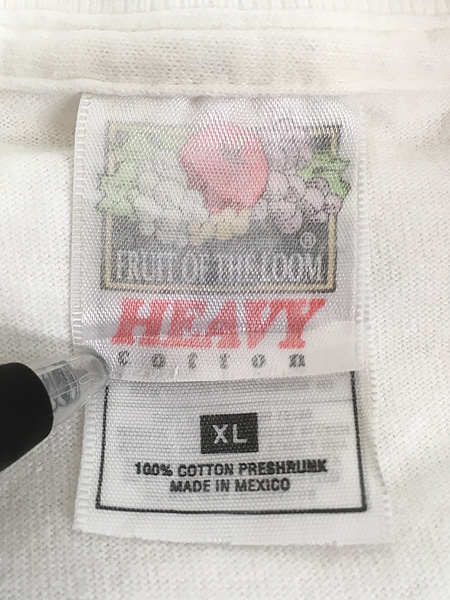 FRUIT OF THE LOOM ®
HEAVY
cotton
XL
100% COTTON PRESHRUNK
MADE IN MEXICO